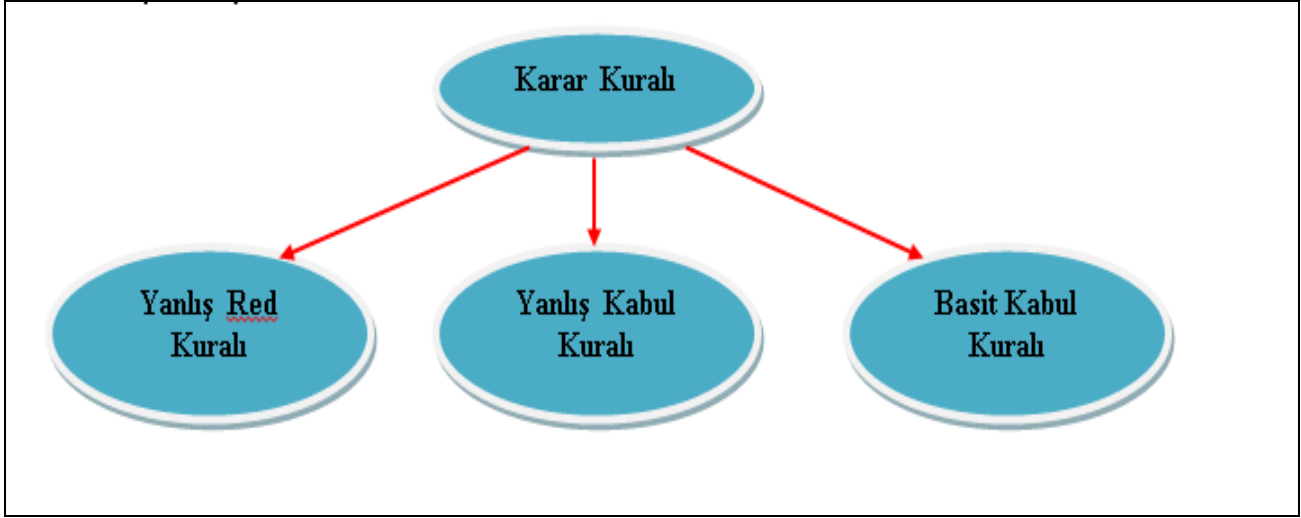 Karar Kuralı
Yanlış Red
Kuralı
Yanlış Kabul
Kuralı
Basit Kabul
Kuralı